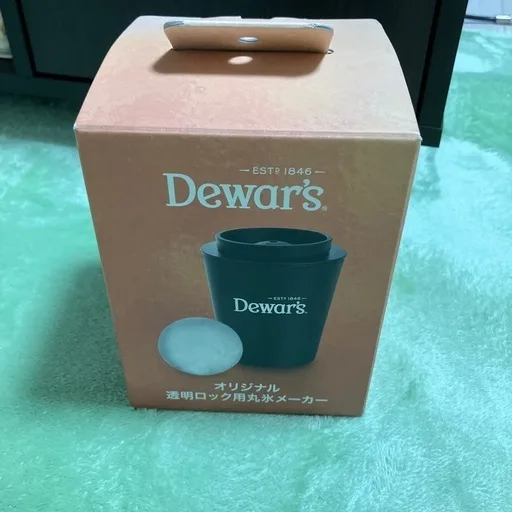 ESTD 1846
Dewar's®
ESTD 1846
Dewar's
オリジナル
透明ロック用丸氷メーカー